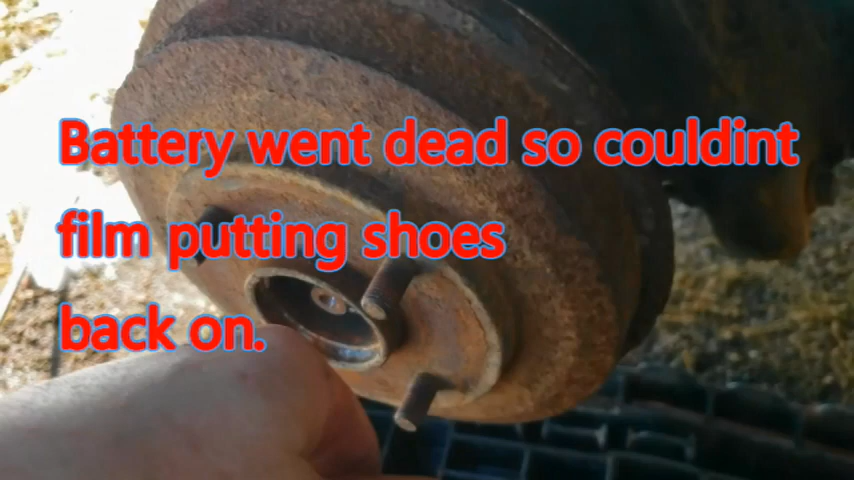 Battery went dead so couldint
film putting shoes
back on.